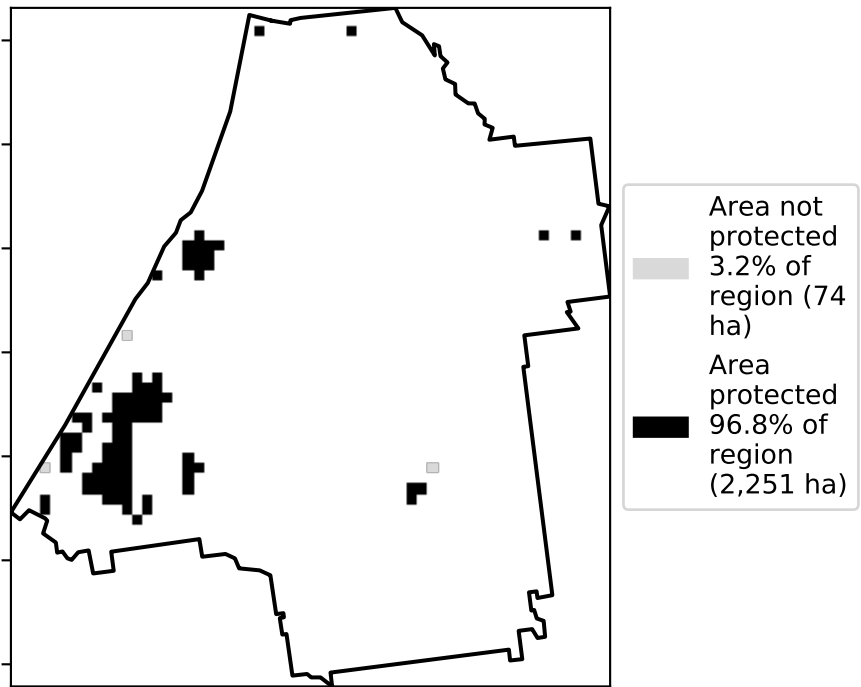 Area not
protected
3.2% of
region (74
ha)
Area
protected
96.8% of
region
(2,251 ha)